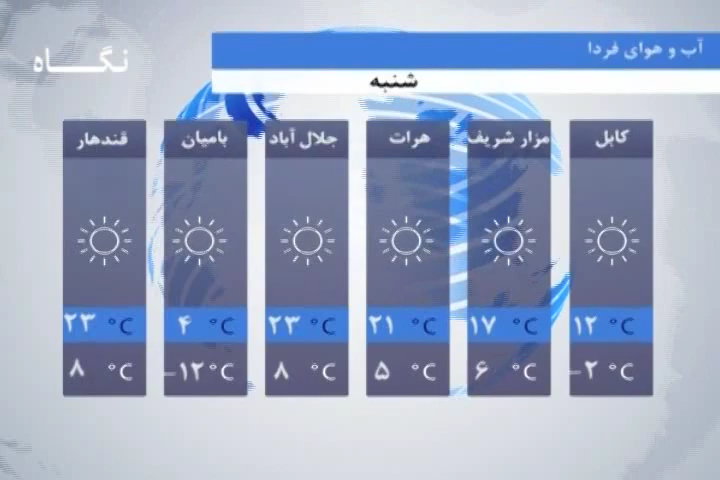 نگاه
آب و هوای فردا
شنبه
کابل
مزار شریف
هرات
جلال آباد
بامیان
قندهار
۱۲ °C
۱۷ °C
۲۱ °C
۲۳ °C
۴ °C
۲۳ °C
-۲ °C
۶ °C
۵ °C
۸ °C
-۱۲ °C
۸ °C